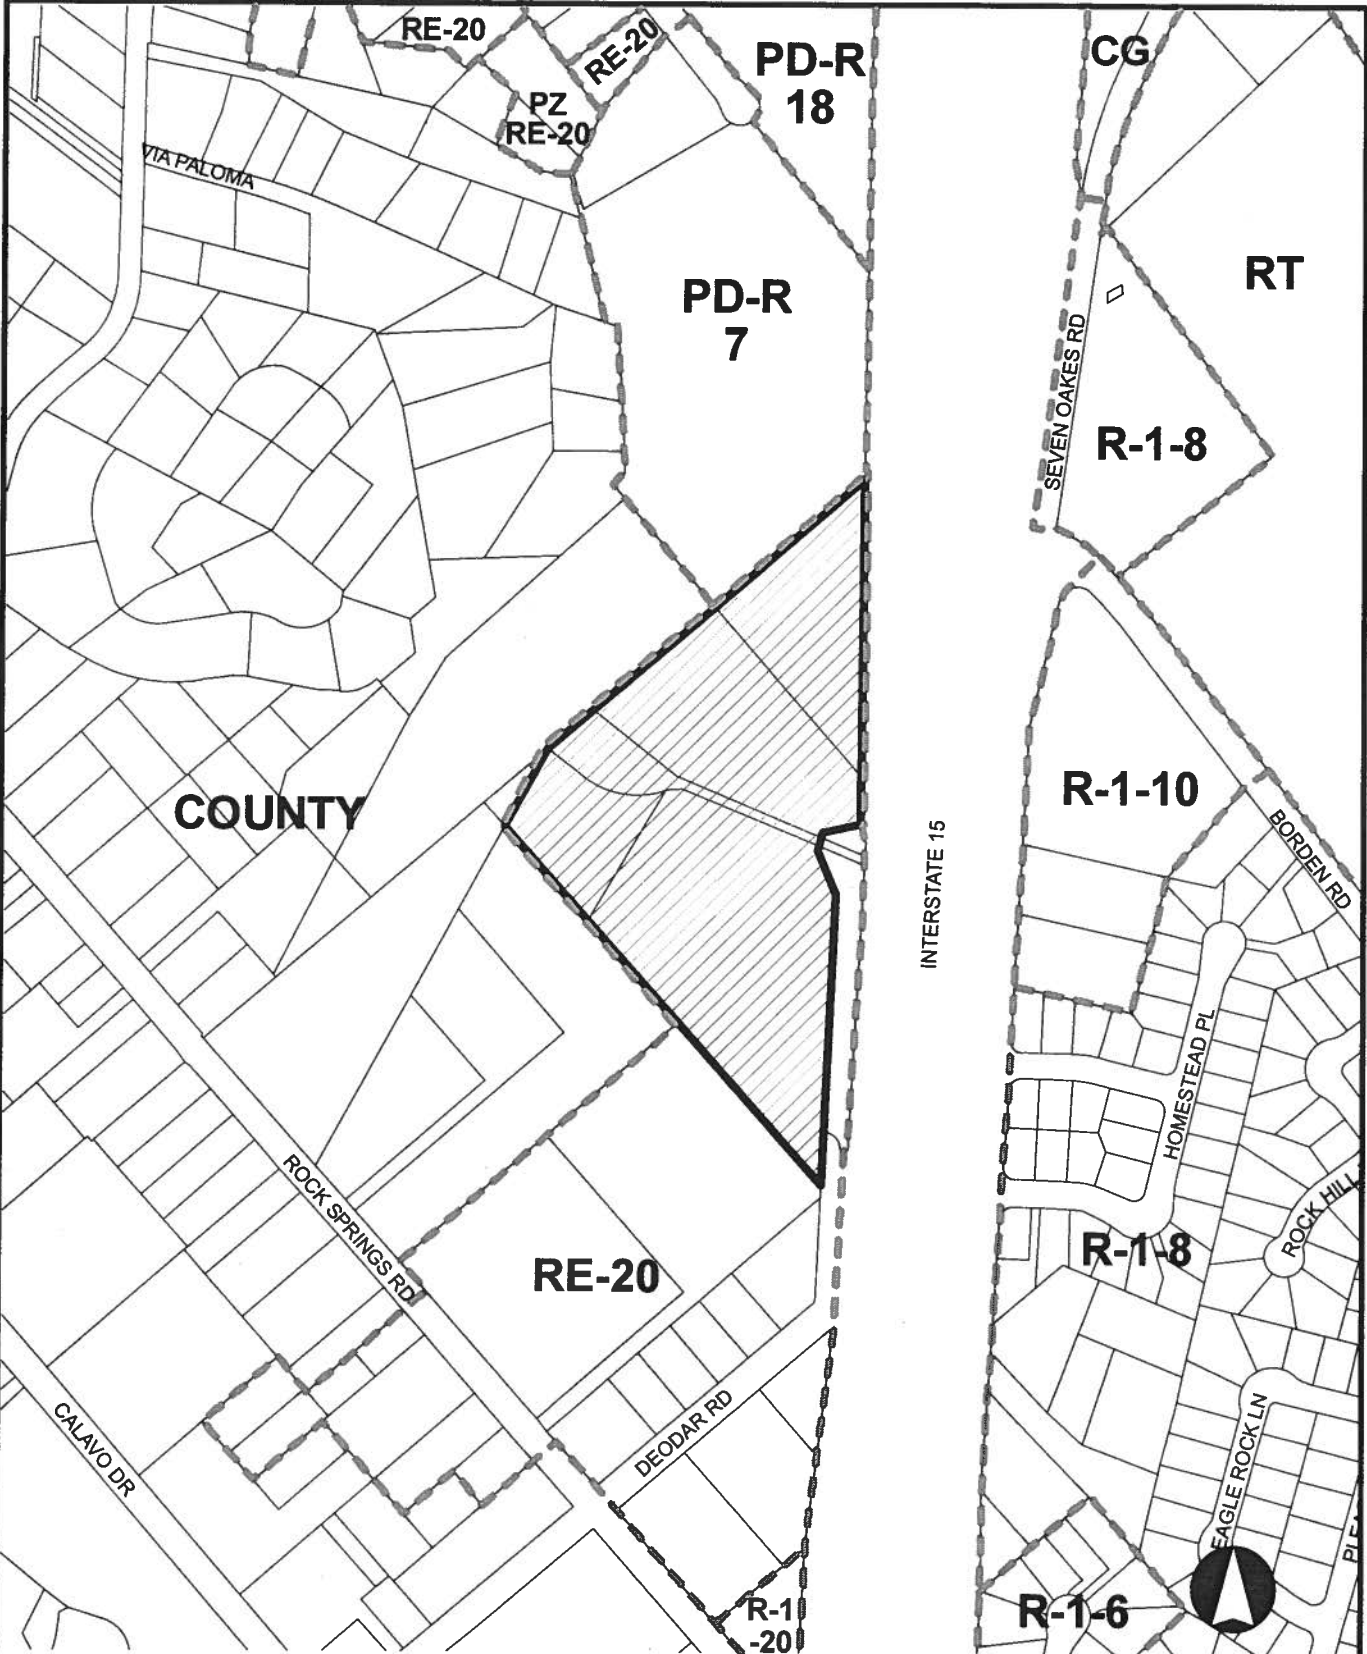 RE-20
RE-20
PD-R
18
CG
PZ
RE-20
VIA PALOMA
PD-R
7
RT
SEVEN OAKES RD
R-1-8
COUNTY
R-1-10
BORDEN RD
INTERSTATE 15
HOMESTEAD PL
ROCK SPRINGS RD
ROCK HILL
R-1-8
RE-20
DEODAR RD
CALAVO DR
EAGLE ROCK LN
R-1
-20
R-1-6